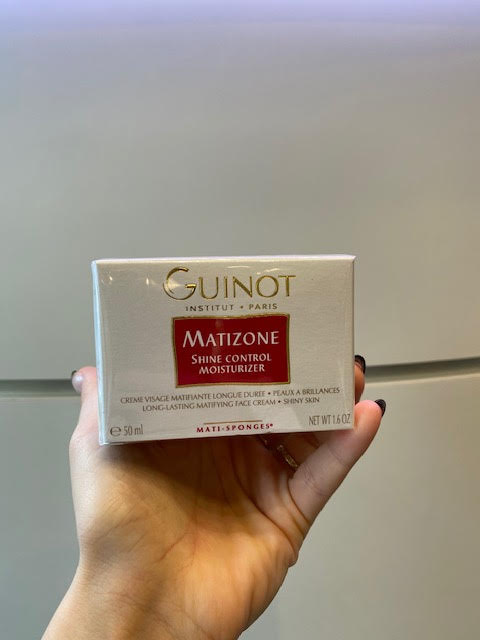 GUINOT
INSTITUT • PARIS
MATIZONE
SHINE CONTROL
MOISTURIZER
CREME VISAGE MATIFIANTE LONGUE DUREE • PEAUX A BRILLANCES
LONG-LASTING MATIFYING FACE CREAM • SHINY SKIN
e 50 ml
MATI-SPONGES®
NET WT 1.6 OZ